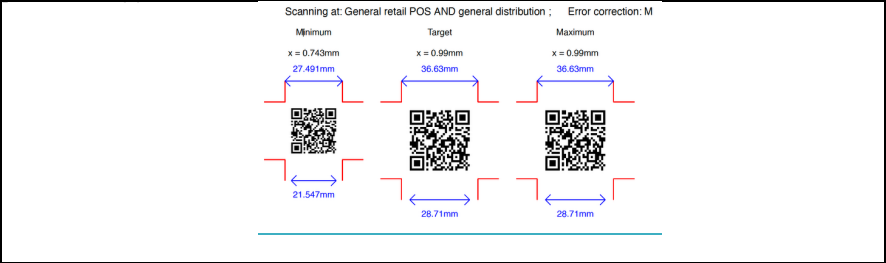 Scanning at: General retail POS AND general distribution ; Error correction: M
Minimum Target Maximum
x = 0.743mm x = 0.99mm x = 0.99mm
27.491mm 36.63mm 36.63mm
21.547mm
28.71mm 28.71mm